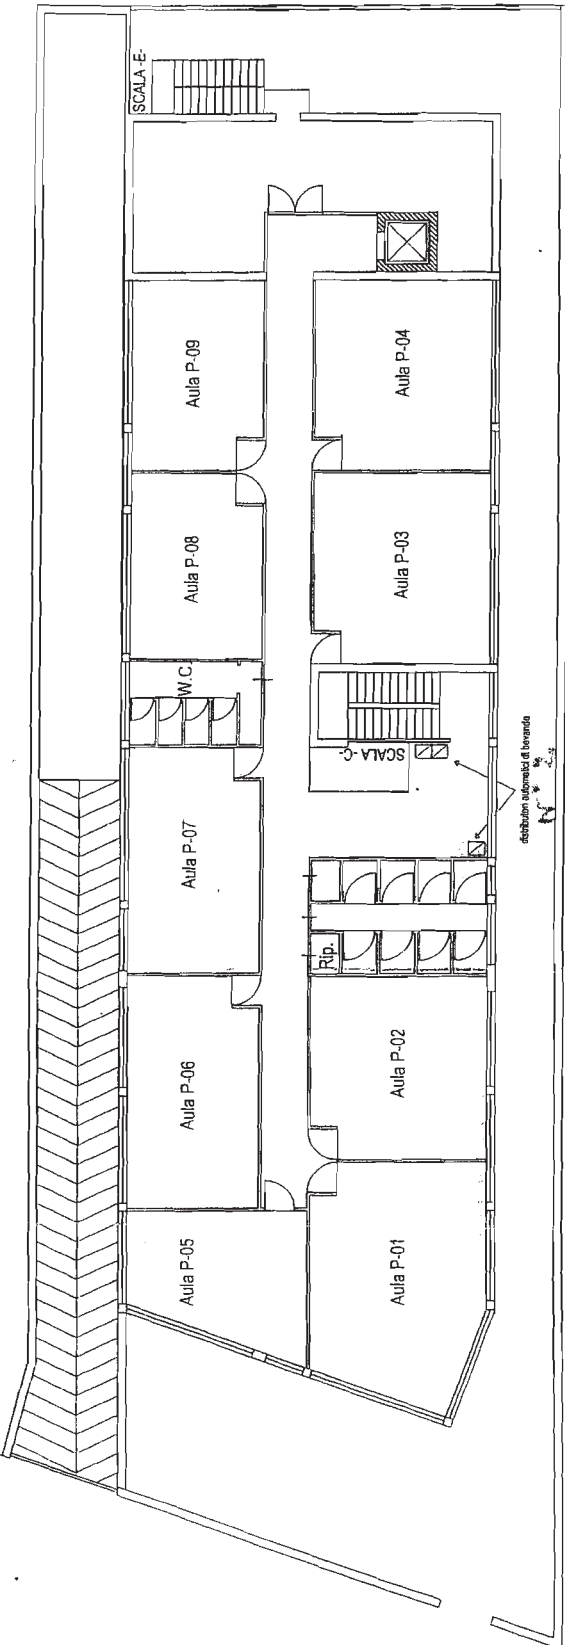 SCALA -E-
Aula P-09
Aula P-04
Aula P-08
Aula P-03
W.C.
SCALA -C-
distributori automatici di bevande
Aula P-07
Rip.
Aula P-06
Aula P-02
Aula P-05
Aula P-01